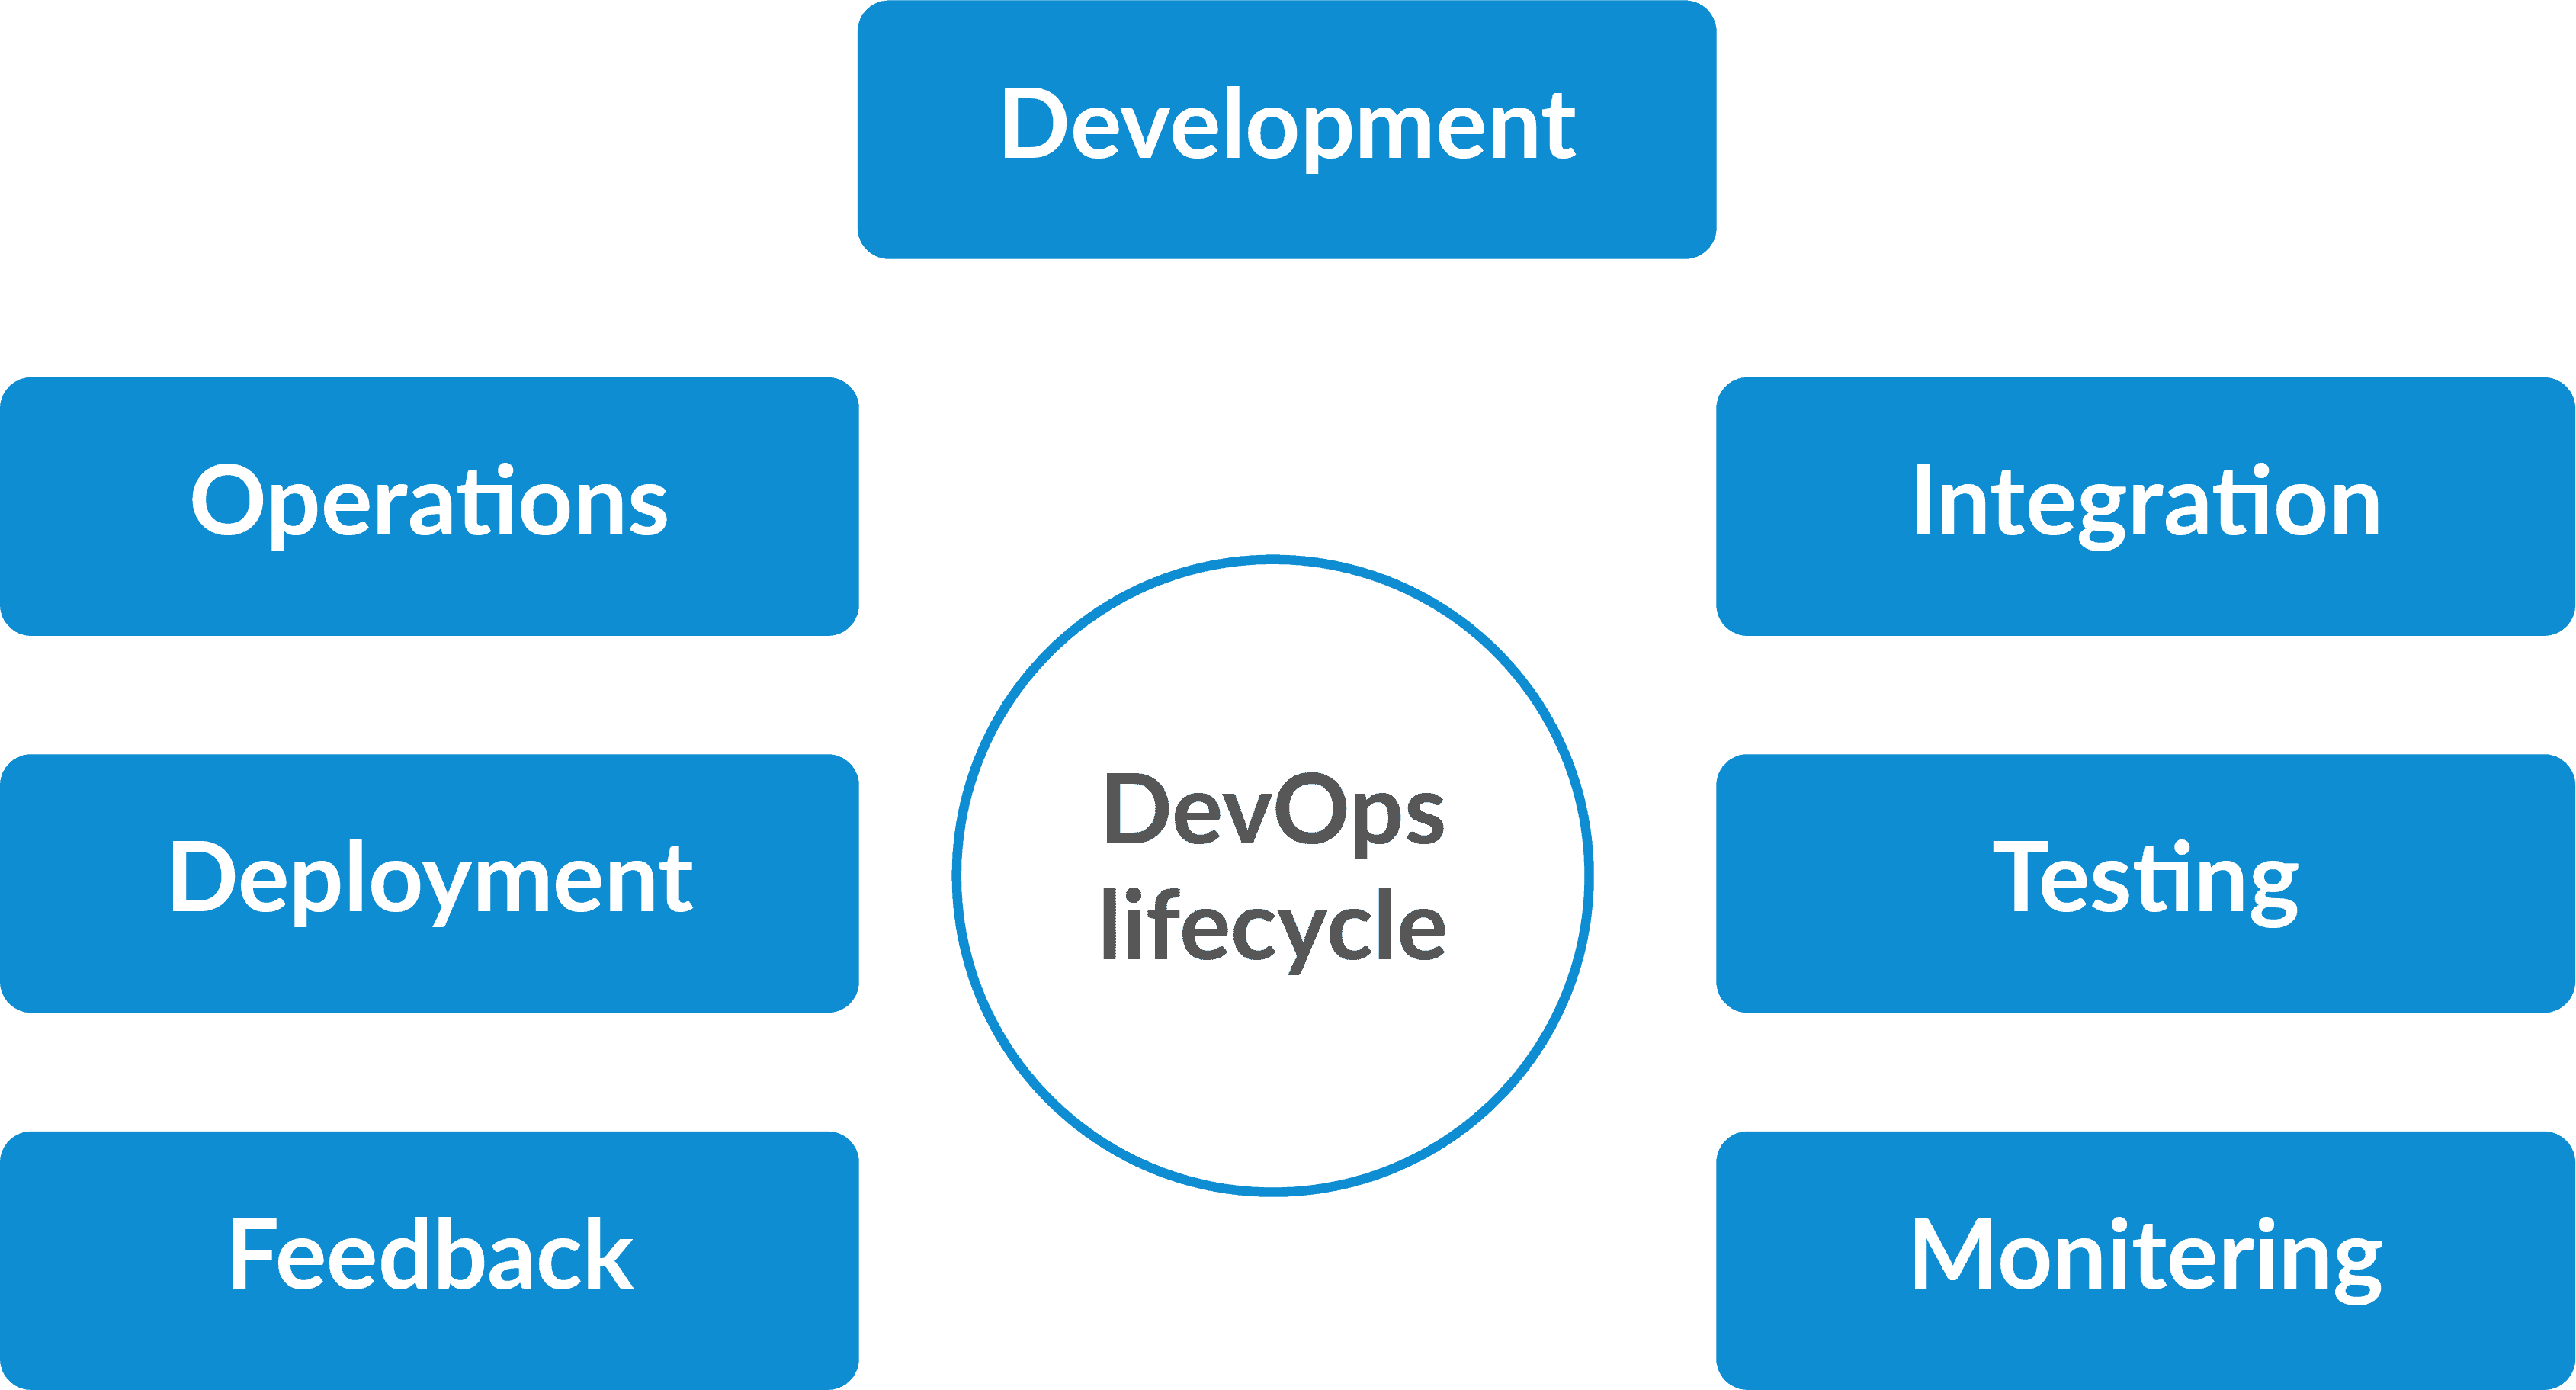 Development
Operations
Integration
DevOps
lifecycle
Deployment
Testing
Feedback
Monitering